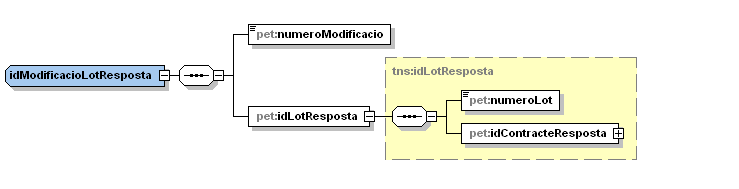 pet:numeroModificacio
idModificacioLotResposta
tns:idLotResposta
pet:idLotResposta
pet:numeroLot
pet:idContracteResposta